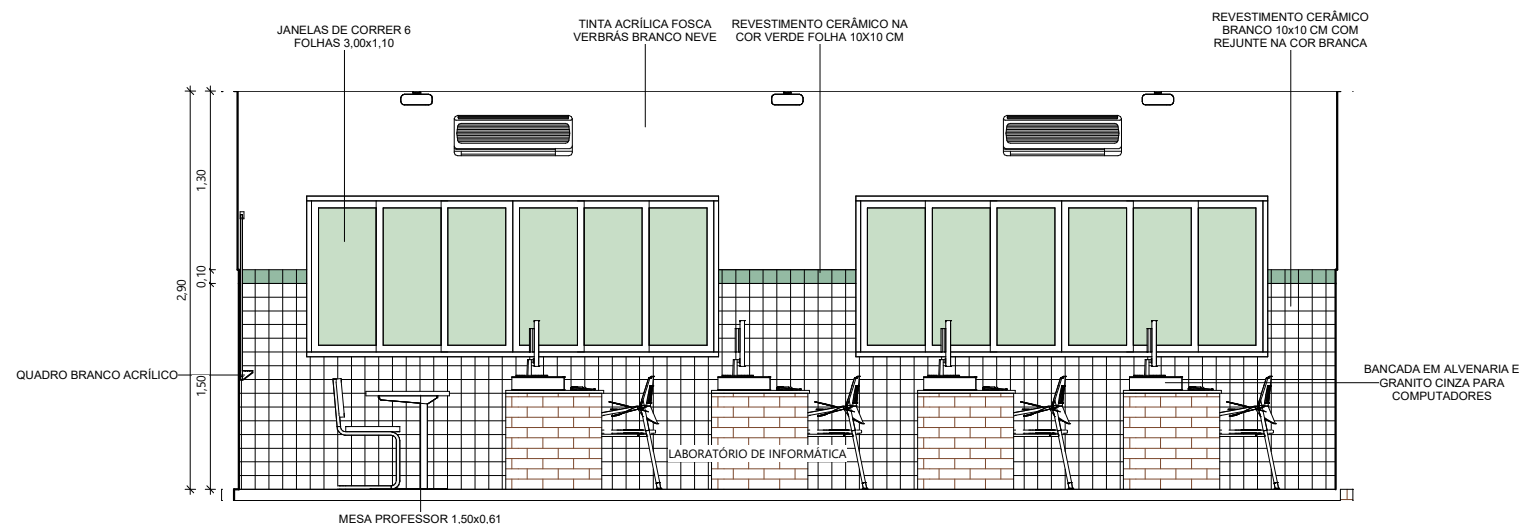 JANELAS DE CORRER 6
FOLHAS 3,00x1,10
TINTA ACRÍLICA FOSCA
VERBRÁS BRANCO NEVE
REVESTIMENTO CERÂMICO NA
COR VERDE FOLHA 10X10 CM
REVESTIMENTO CERÂMICO
BRANCO 10x10 CM COM
REJUNTE NA COR BRANCA
1,30
0,10
2,90
1,50
QUADRO BRANCO ACRÍLICO
BANCADA EM ALVENARIA E
GRANITO CINZA PARA
COMPUTADORES
LABORATÓRIO DE INFORMÁTICA
MESA PROFESSOR 1,50x0,61